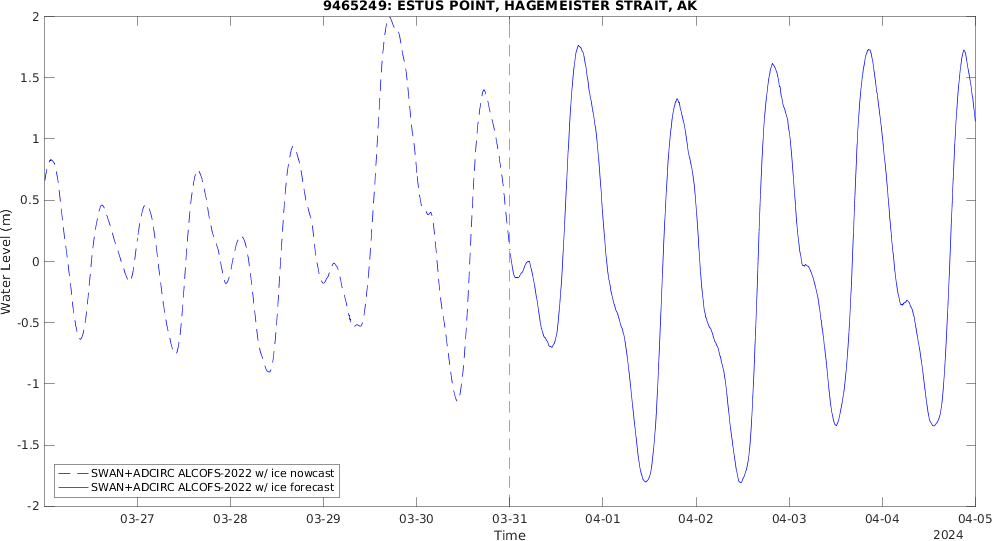 9465249: ESTUS POINT, HAGEMEISTER STRAIT, AK
2
1.5
1
0.5
0
-0.5
-1
-1.5
-2
Water Level (m)
SWAN+ADCIRC ALCOFS-2022 w/ ice nowcast
SWAN+ADCIRC ALCOFS-2022 w/ ice forecast
03-27 03-28 03-29 03-30 03-31 04-01 04-02 04-03 04-04 04-05
Time
2024